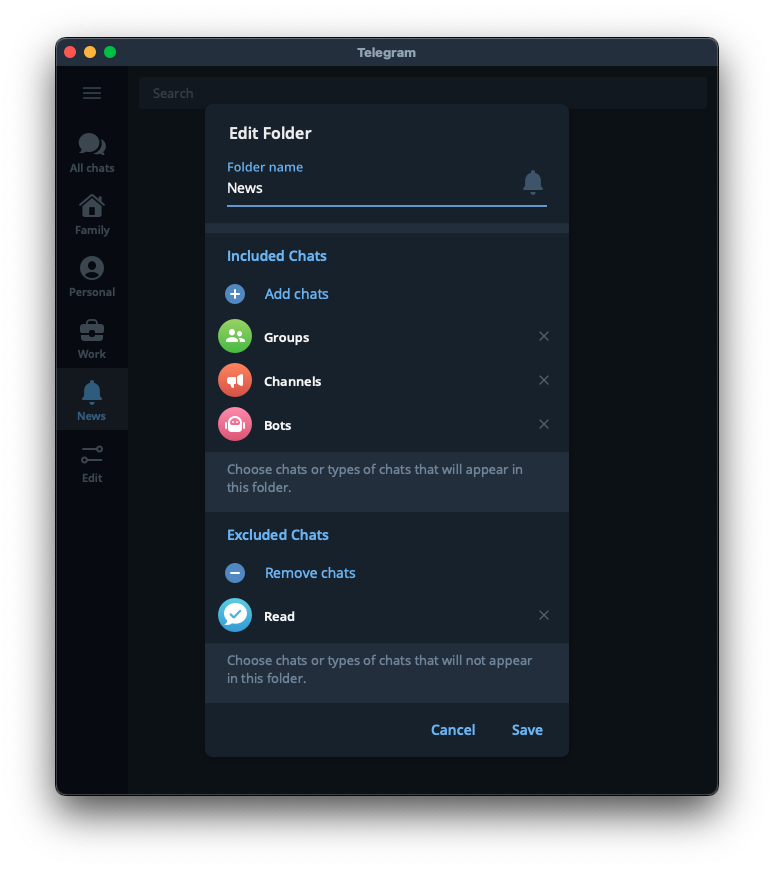 Telegram
Search
All chats
Family
Personal
Work
News
Edit
Edit Folder
Folder name
News
Included Chats
Add chats
Groups
Channels
Bots
Choose chats or types of chats that will appear in
this folder.
Excluded Chats
Remove chats
Read
Choose chats or types of chats that will not appear
in this folder.
Cancel
Save